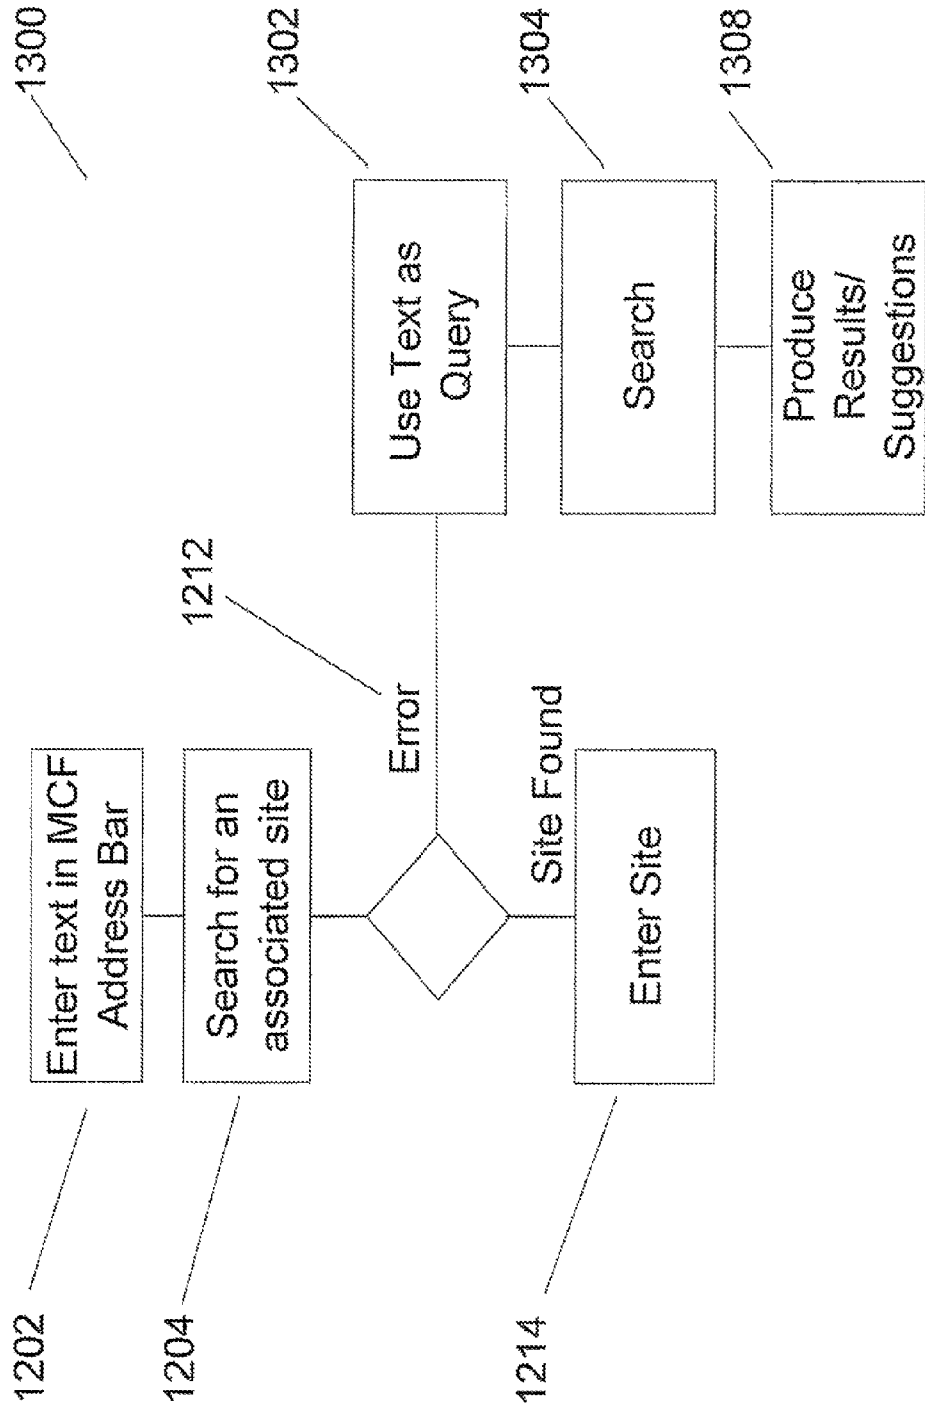 1300
1202
Enter text in MCF
Address Bar
1204
Search for an
associated site
1212
Error
1302
Use Text as
Query
1304
Search
1308
Produce
Results/
Suggestions
Site Found
1214
Enter Site